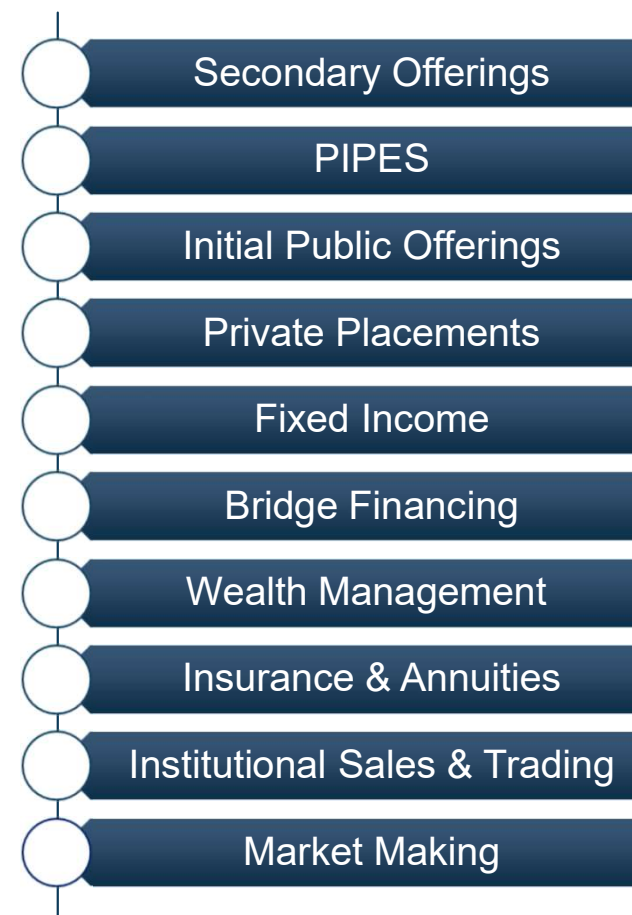 Secondary Offerings
PIPES
Initial Public Offerings
Private Placements
Fixed Income
Bridge Financing
Wealth Management
Insurance & Annuities
Institutional Sales & Trading
Market Making